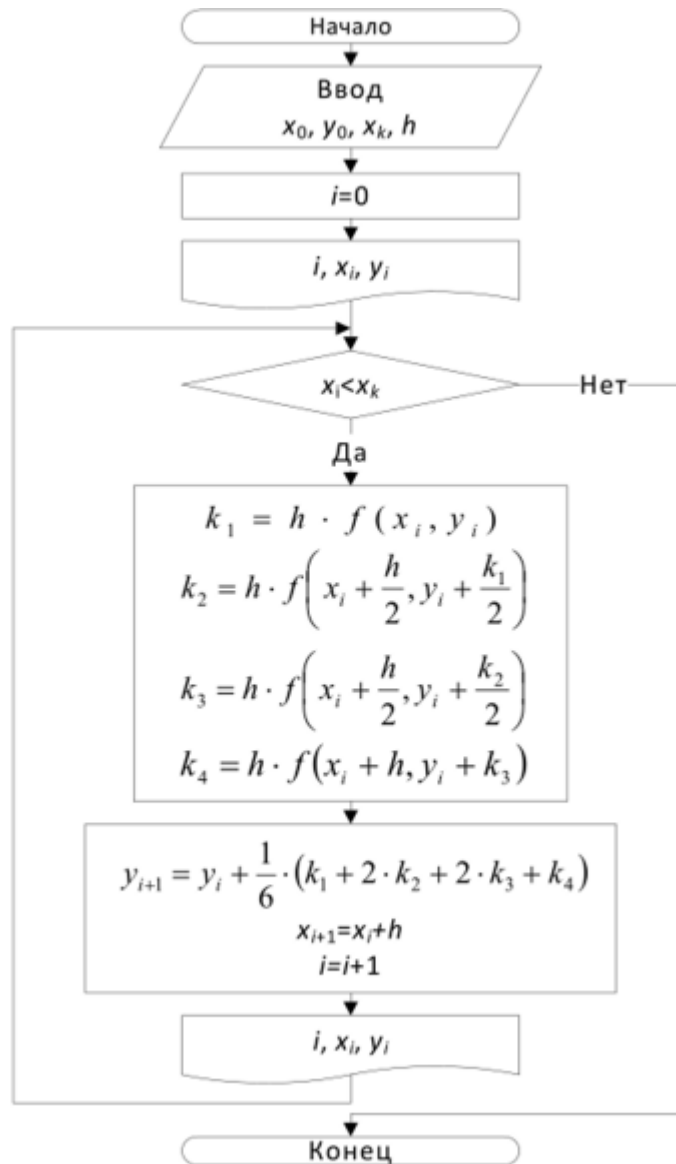 Начало
Ввод
x₀, y₀, xₖ, h
i=0
i, xᵢ, yᵢ
xᵢ<xₖ
Нет
Да
k₁ = h · f(xᵢ, yᵢ)
k₂ = h · f(xᵢ + h/2, yᵢ + k₁/2)
k₃ = h · f(xᵢ + h/2, yᵢ + k₂/2)
k₄ = h · f(xᵢ + h, yᵢ + k₃)
yᵢ₊₁ = yᵢ + 1/6 · (k₁ + 2 · k₂ + 2 · k₃ + k₄)
xᵢ₊₁=xᵢ+h
i=i+1
i, xᵢ, yᵢ
Конец